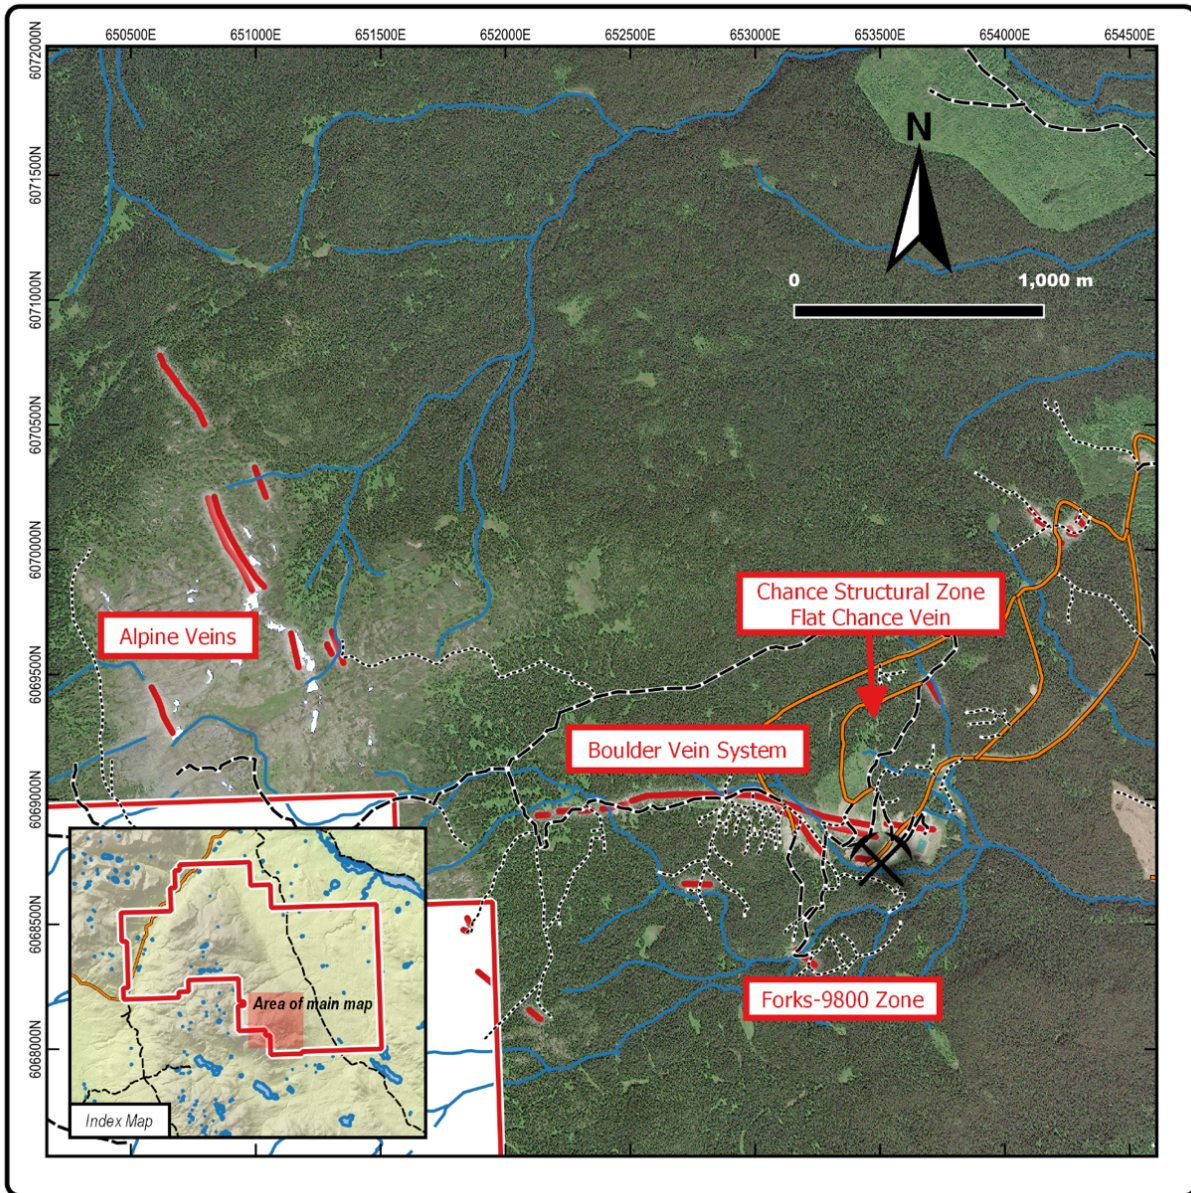 650500E 651000E 651500E 652000E 652500E 653000E 653500E 654000E 654500E
6072000N
6071500N
6071000N
6070500N
6070000N
6069500N
6069000N
6068500N
6068000N
N
0 1,000 m
Chance Structural Zone
Flat Chance Vein
Alpine Veins
Boulder Vein System
Forks-9800 Zone
Area of main map
Index Map